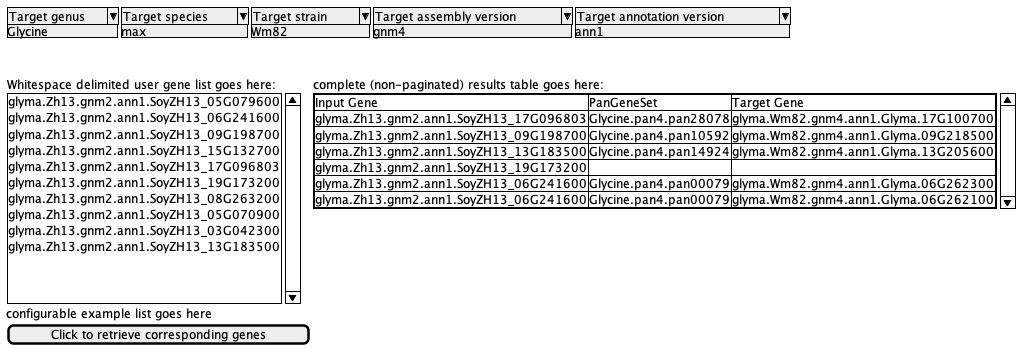 Target genus ▼ Target species ▼ Target strain ▼ Target assembly version ▼ Target annotation version ▼
Glycine max Wm82 gnm4 ann1
Whitespace delimited user gene list goes here:
glyma.Zh13.gnm2.ann1.SoyZH13_05G079600
glyma.Zh13.gnm2.ann1.SoyZH13_06G241600
glyma.Zh13.gnm2.ann1.SoyZH13_09G198700
glyma.Zh13.gnm2.ann1.SoyZH13_15G132700
glyma.Zh13.gnm2.ann1.SoyZH13_17G096803
glyma.Zh13.gnm2.ann1.SoyZH13_19G173200
glyma.Zh13.gnm2.ann1.SoyZH13_08G263200
glyma.Zh13.gnm2.ann1.SoyZH13_05G070900
glyma.Zh13.gnm2.ann1.SoyZH13_03G042300
glyma.Zh13.gnm2.ann1.SoyZH13_13G183500
configurable example list goes here
Click to retrieve corresponding genes
complete (non-paginated) results table goes here:
Input Gene PanGeneSet Target Gene
glyma.Zh13.gnm2.ann1.SoyZH13_17G096803 Glycine.pan4.pan28078 glyma.Wm82.gnm4.ann1.Glyma.17G100700
glyma.Zh13.gnm2.ann1.SoyZH13_09G198700 Glycine.pan4.pan10592 glyma.Wm82.gnm4.ann1.Glyma.09G218500
glyma.Zh13.gnm2.ann1.SoyZH13_13G183500 Glycine.pan4.pan14924 glyma.Wm82.gnm4.ann1.Glyma.13G205600
glyma.Zh13.gnm2.ann1.SoyZH13_19G173200
glyma.Zh13.gnm2.ann1.SoyZH13_06G241600 Glycine.pan4.pan00079 glyma.Wm82.gnm4.ann1.Glyma.06G262300
glyma.Zh13.gnm2.ann1.SoyZH13_06G241600 Glycine.pan4.pan00079 glyma.Wm82.gnm4.ann1.Glyma.06G262100